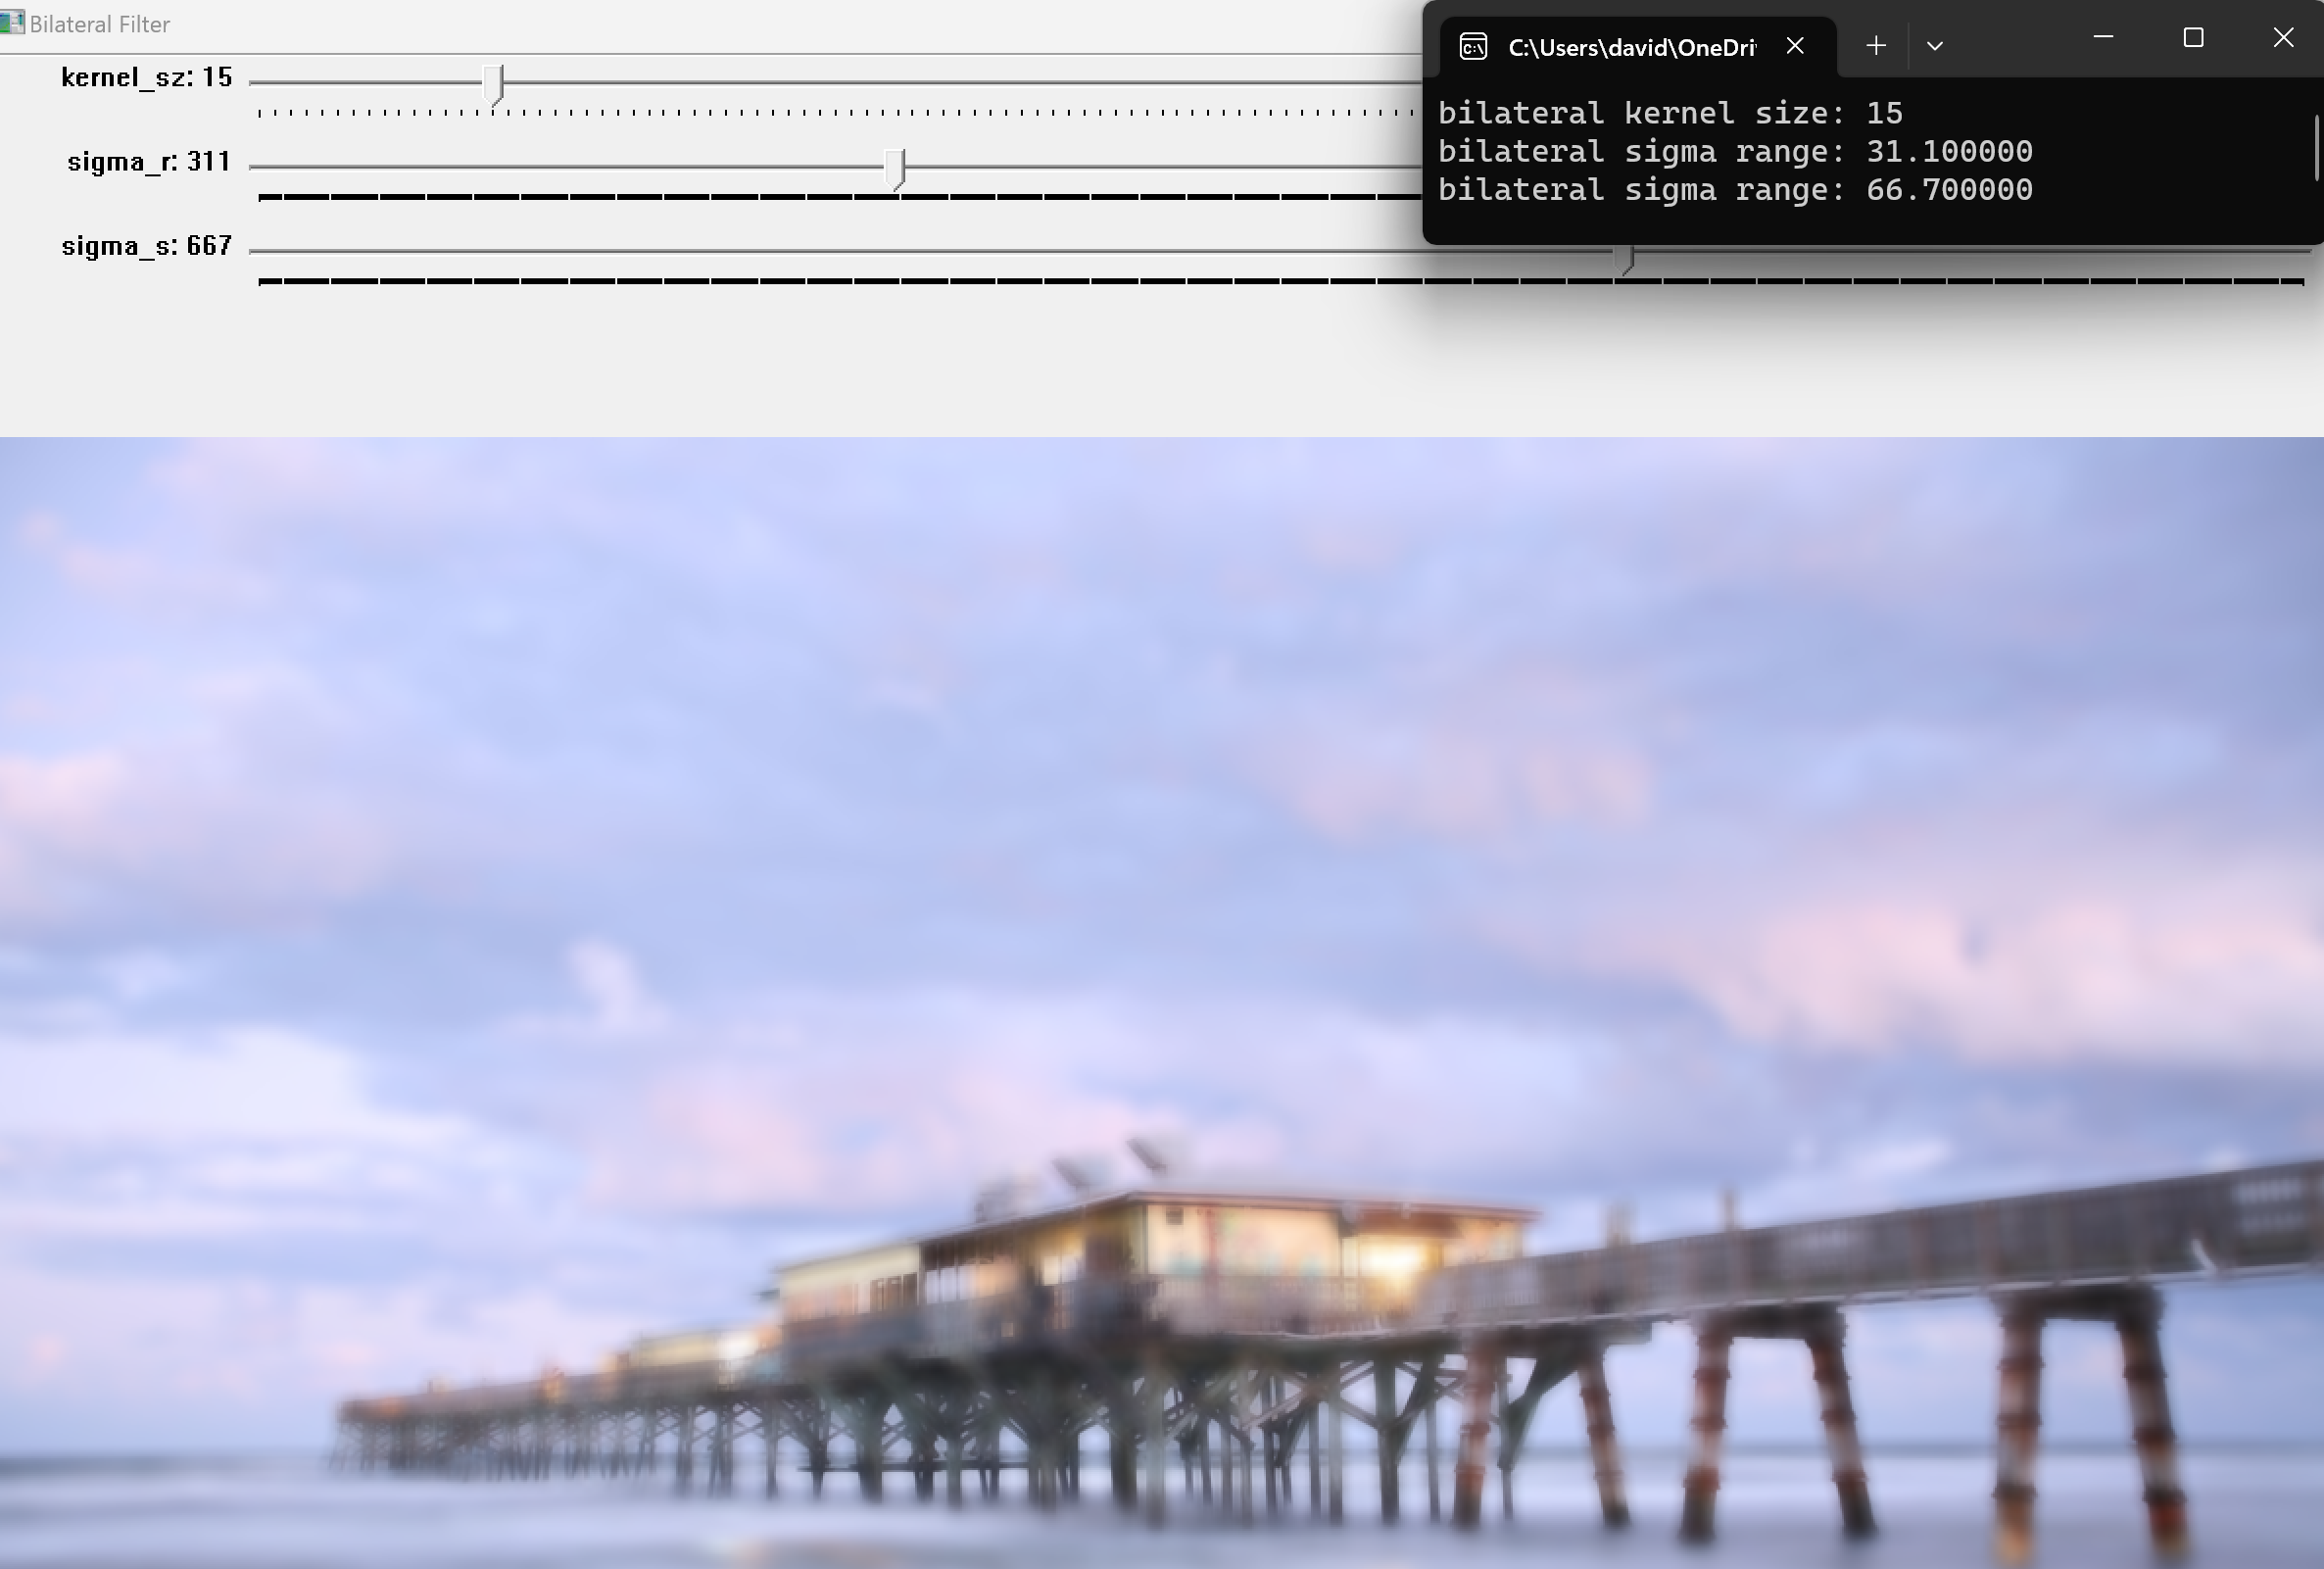 Bilateral Filter
kernel_sz: 15
sigma_r: 311
sigma_s: 667
C:\Users\david\OneDri
bilateral kernel size: 15
bilateral sigma range: 31.100000
bilateral sigma range: 66.700000